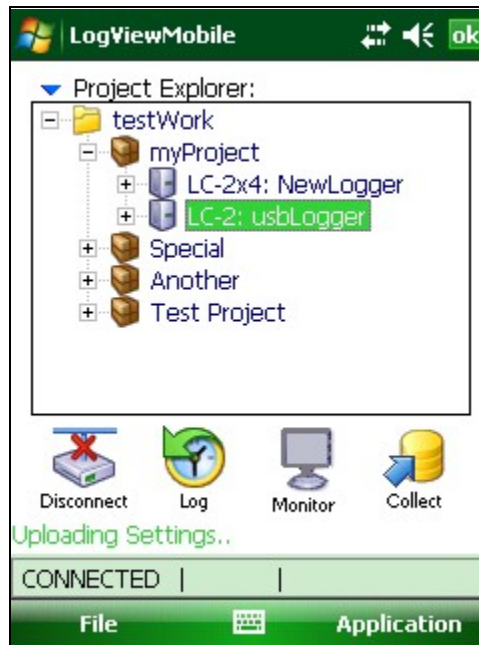 LogViewMobile
ok
Project Explorer:
testWork
myProject
LC-2x4: NewLogger
LC-2: usbLogger
Special
Another
Test Project
Disconnect Log Monitor Collect
Uploading Settings..
CONNECTED | |
File Application